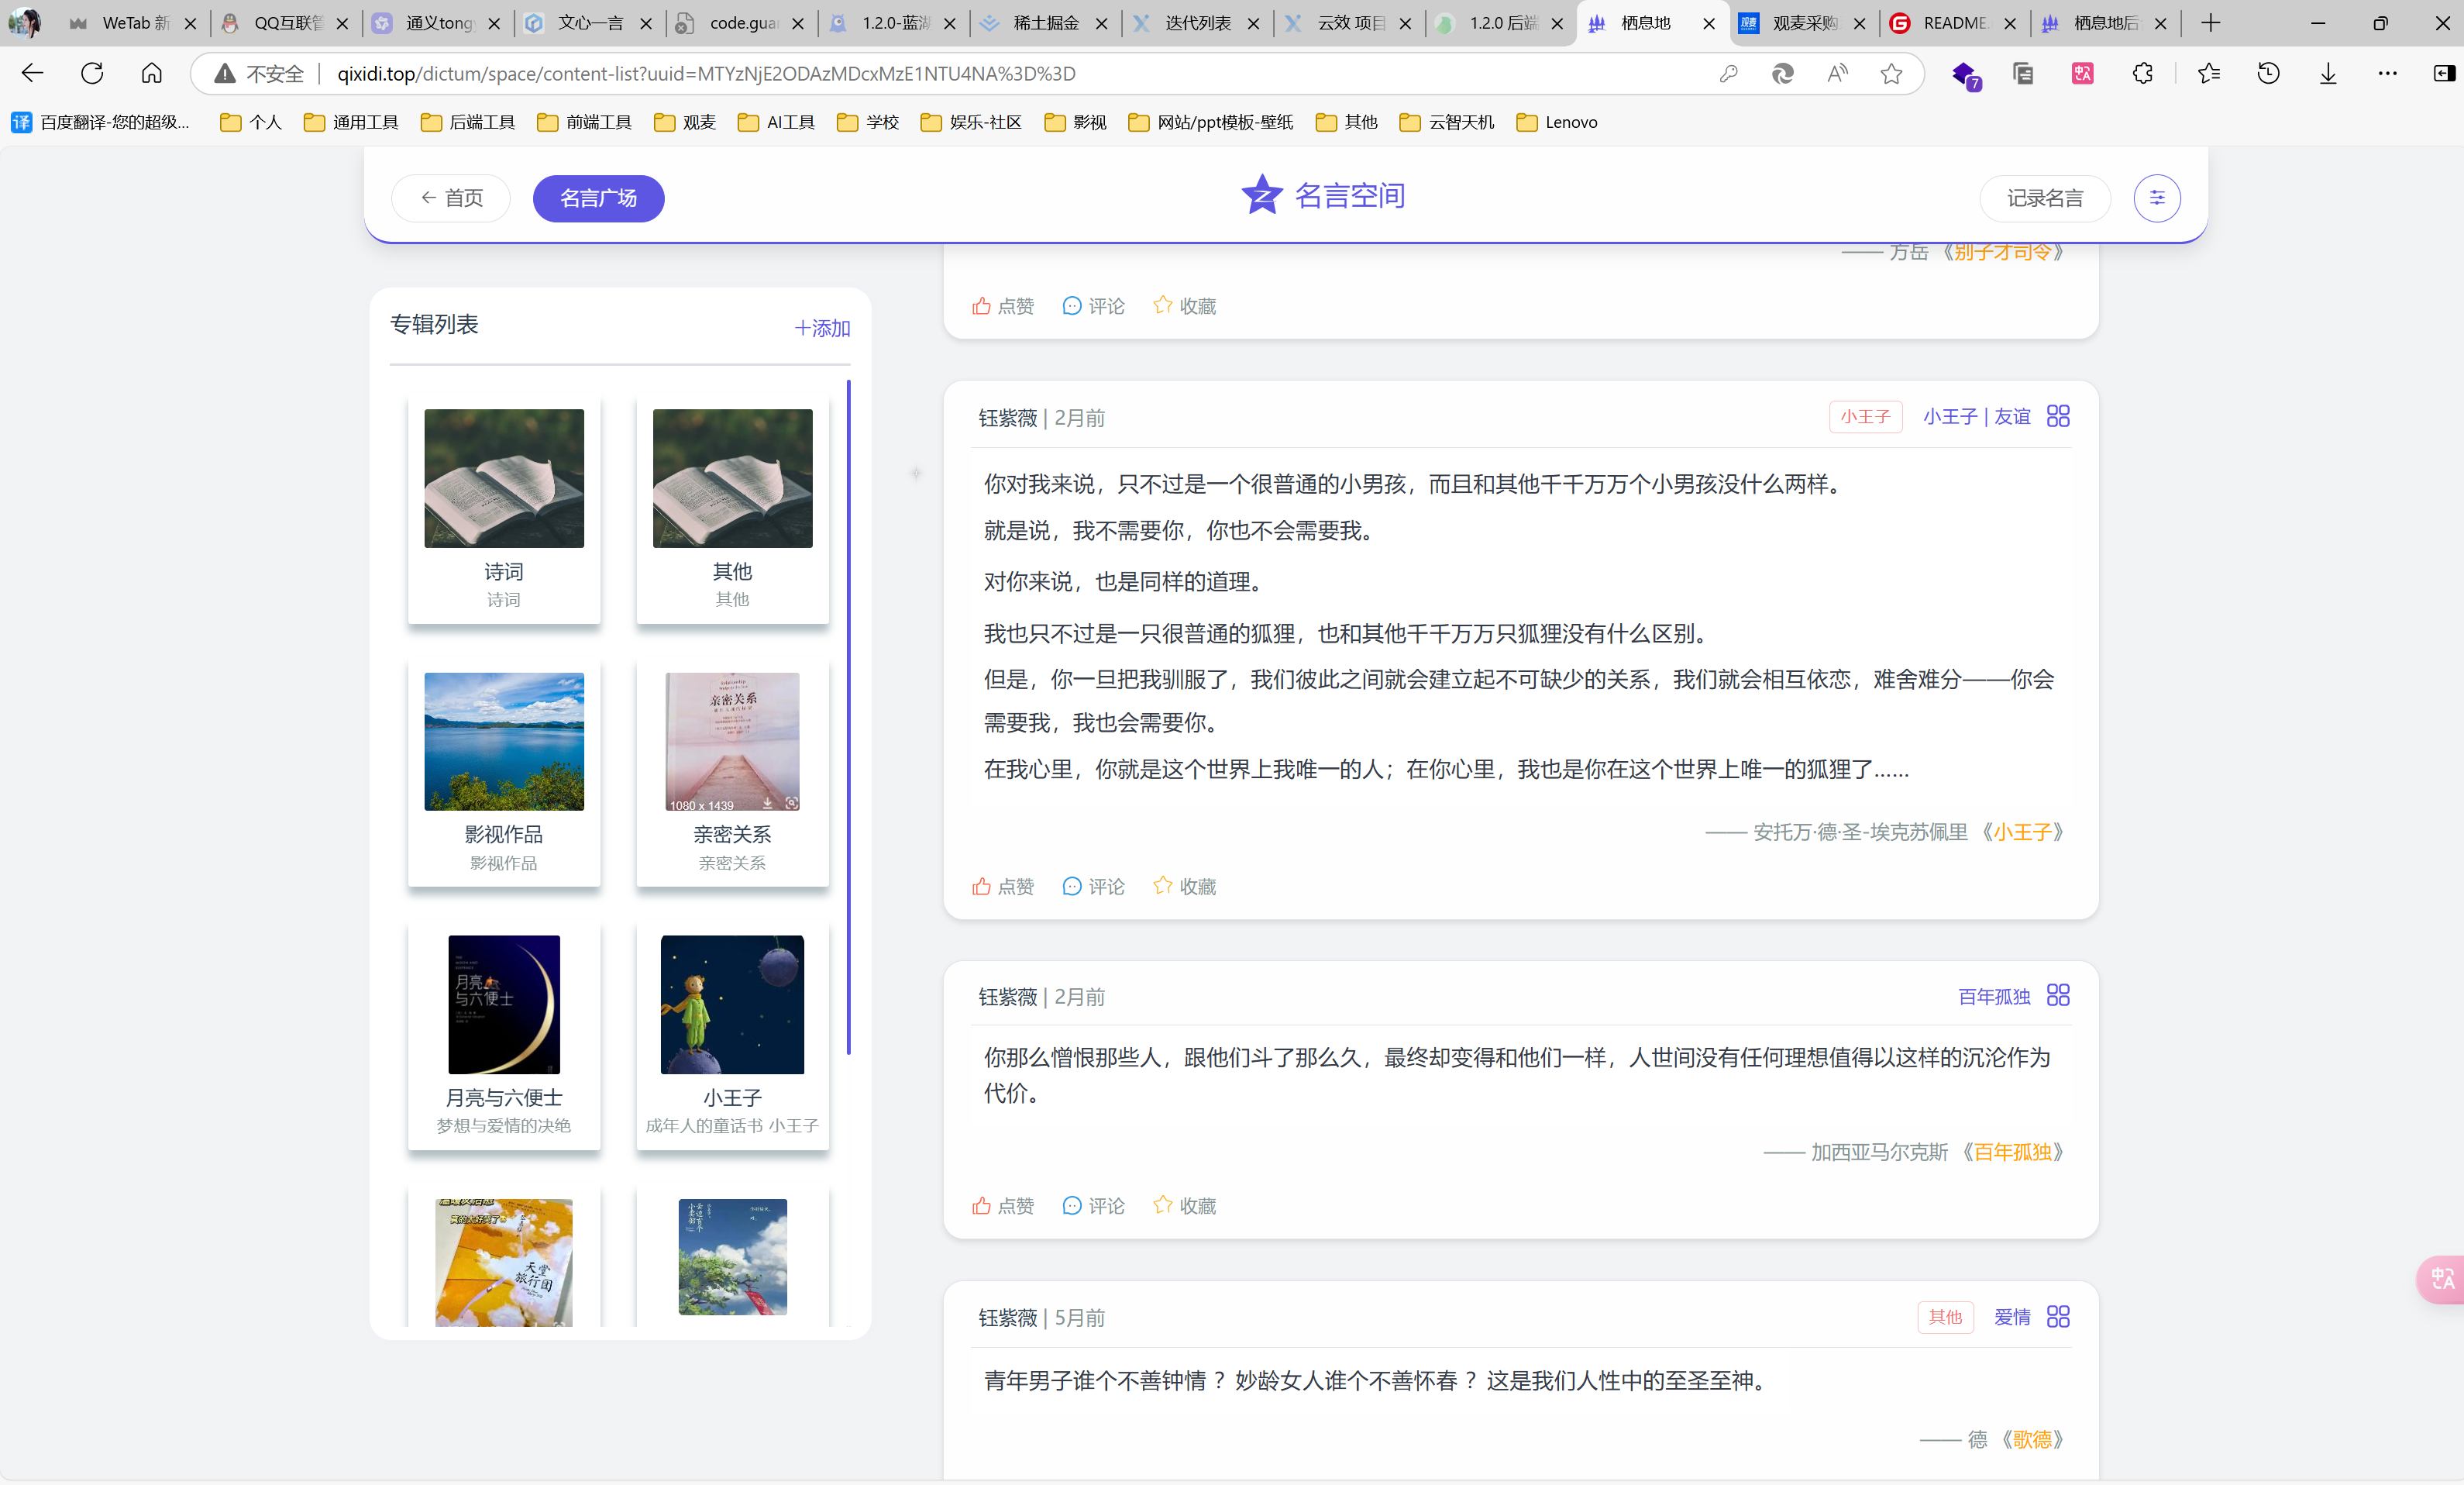 WeTab 新
QQ互联管
通义tong
文心一言
code.gua
1.2.0-蓝湖
稀土掘金
迭代列表
云效 项目
1.2.0 后端
栖息地
观麦
观麦采购
README.
栖息地后
不安全
qixidi.top/dictum/space/content-list?uuid=MTYzNjE2ODAzMDcxMzE1NTU4NA%3D%3D
7
译 百度翻译-您的超级...
个人
通用工具
后端工具
前端工具
观麦
AI工具
学校
娱乐-社区
影视
网站/ppt模板-壁纸
其他
云智天机
Lenovo
首页
名言广场
名言空间
记录名言
专辑列表
+添加
诗词
诗词
其他
其他
影视作品
影视作品
亲密关系
1080 x 1439
亲密关系
亲密关系
月亮
与六便士
月亮与六便士
梦想与爱情的决绝
小王子
成年人的童话书 小王子
天堂
旅行团
—— 方岳 《别子才司令》
点赞 评论 收藏
钰紫薇 | 2月前
小王子 小王子 | 友谊
你对我来说，只不过是一个很普通的小男孩，而且和其他千千万万个小男孩没什么两样。
就是说，我不需要你，你也不会需要我。
对你来说，也是同样的道理。
我也只不过是一只很普通的狐狸，也和其他千千万万只狐狸没有什么区别。
但是，你一旦把我驯服了，我们彼此之间就会建立起不可缺少的关系，我们就会相互依恋，难舍难分——你会
需要我，我也会需要你。
在我心里，你就是这个世界上我唯一的人；在你心里，我也是你在这个世界上唯一的狐狸了......
—— 安托万·德·圣-埃克苏佩里 《小王子》
点赞 评论 收藏
钰紫薇 | 2月前
百年孤独
你那么憎恨那些人，跟他们斗了那么久，最终却变得和他们一样，人世间没有任何理想值得以这样的沉沦作为
代价。
—— 加西亚马尔克斯 《百年孤独》
点赞 评论 收藏
钰紫薇 | 5月前
其他 爱情
青年男子谁个不善钟情？妙龄女人谁个不善怀春？这是我们人性中的至圣至神。
—— 德 《歌德》